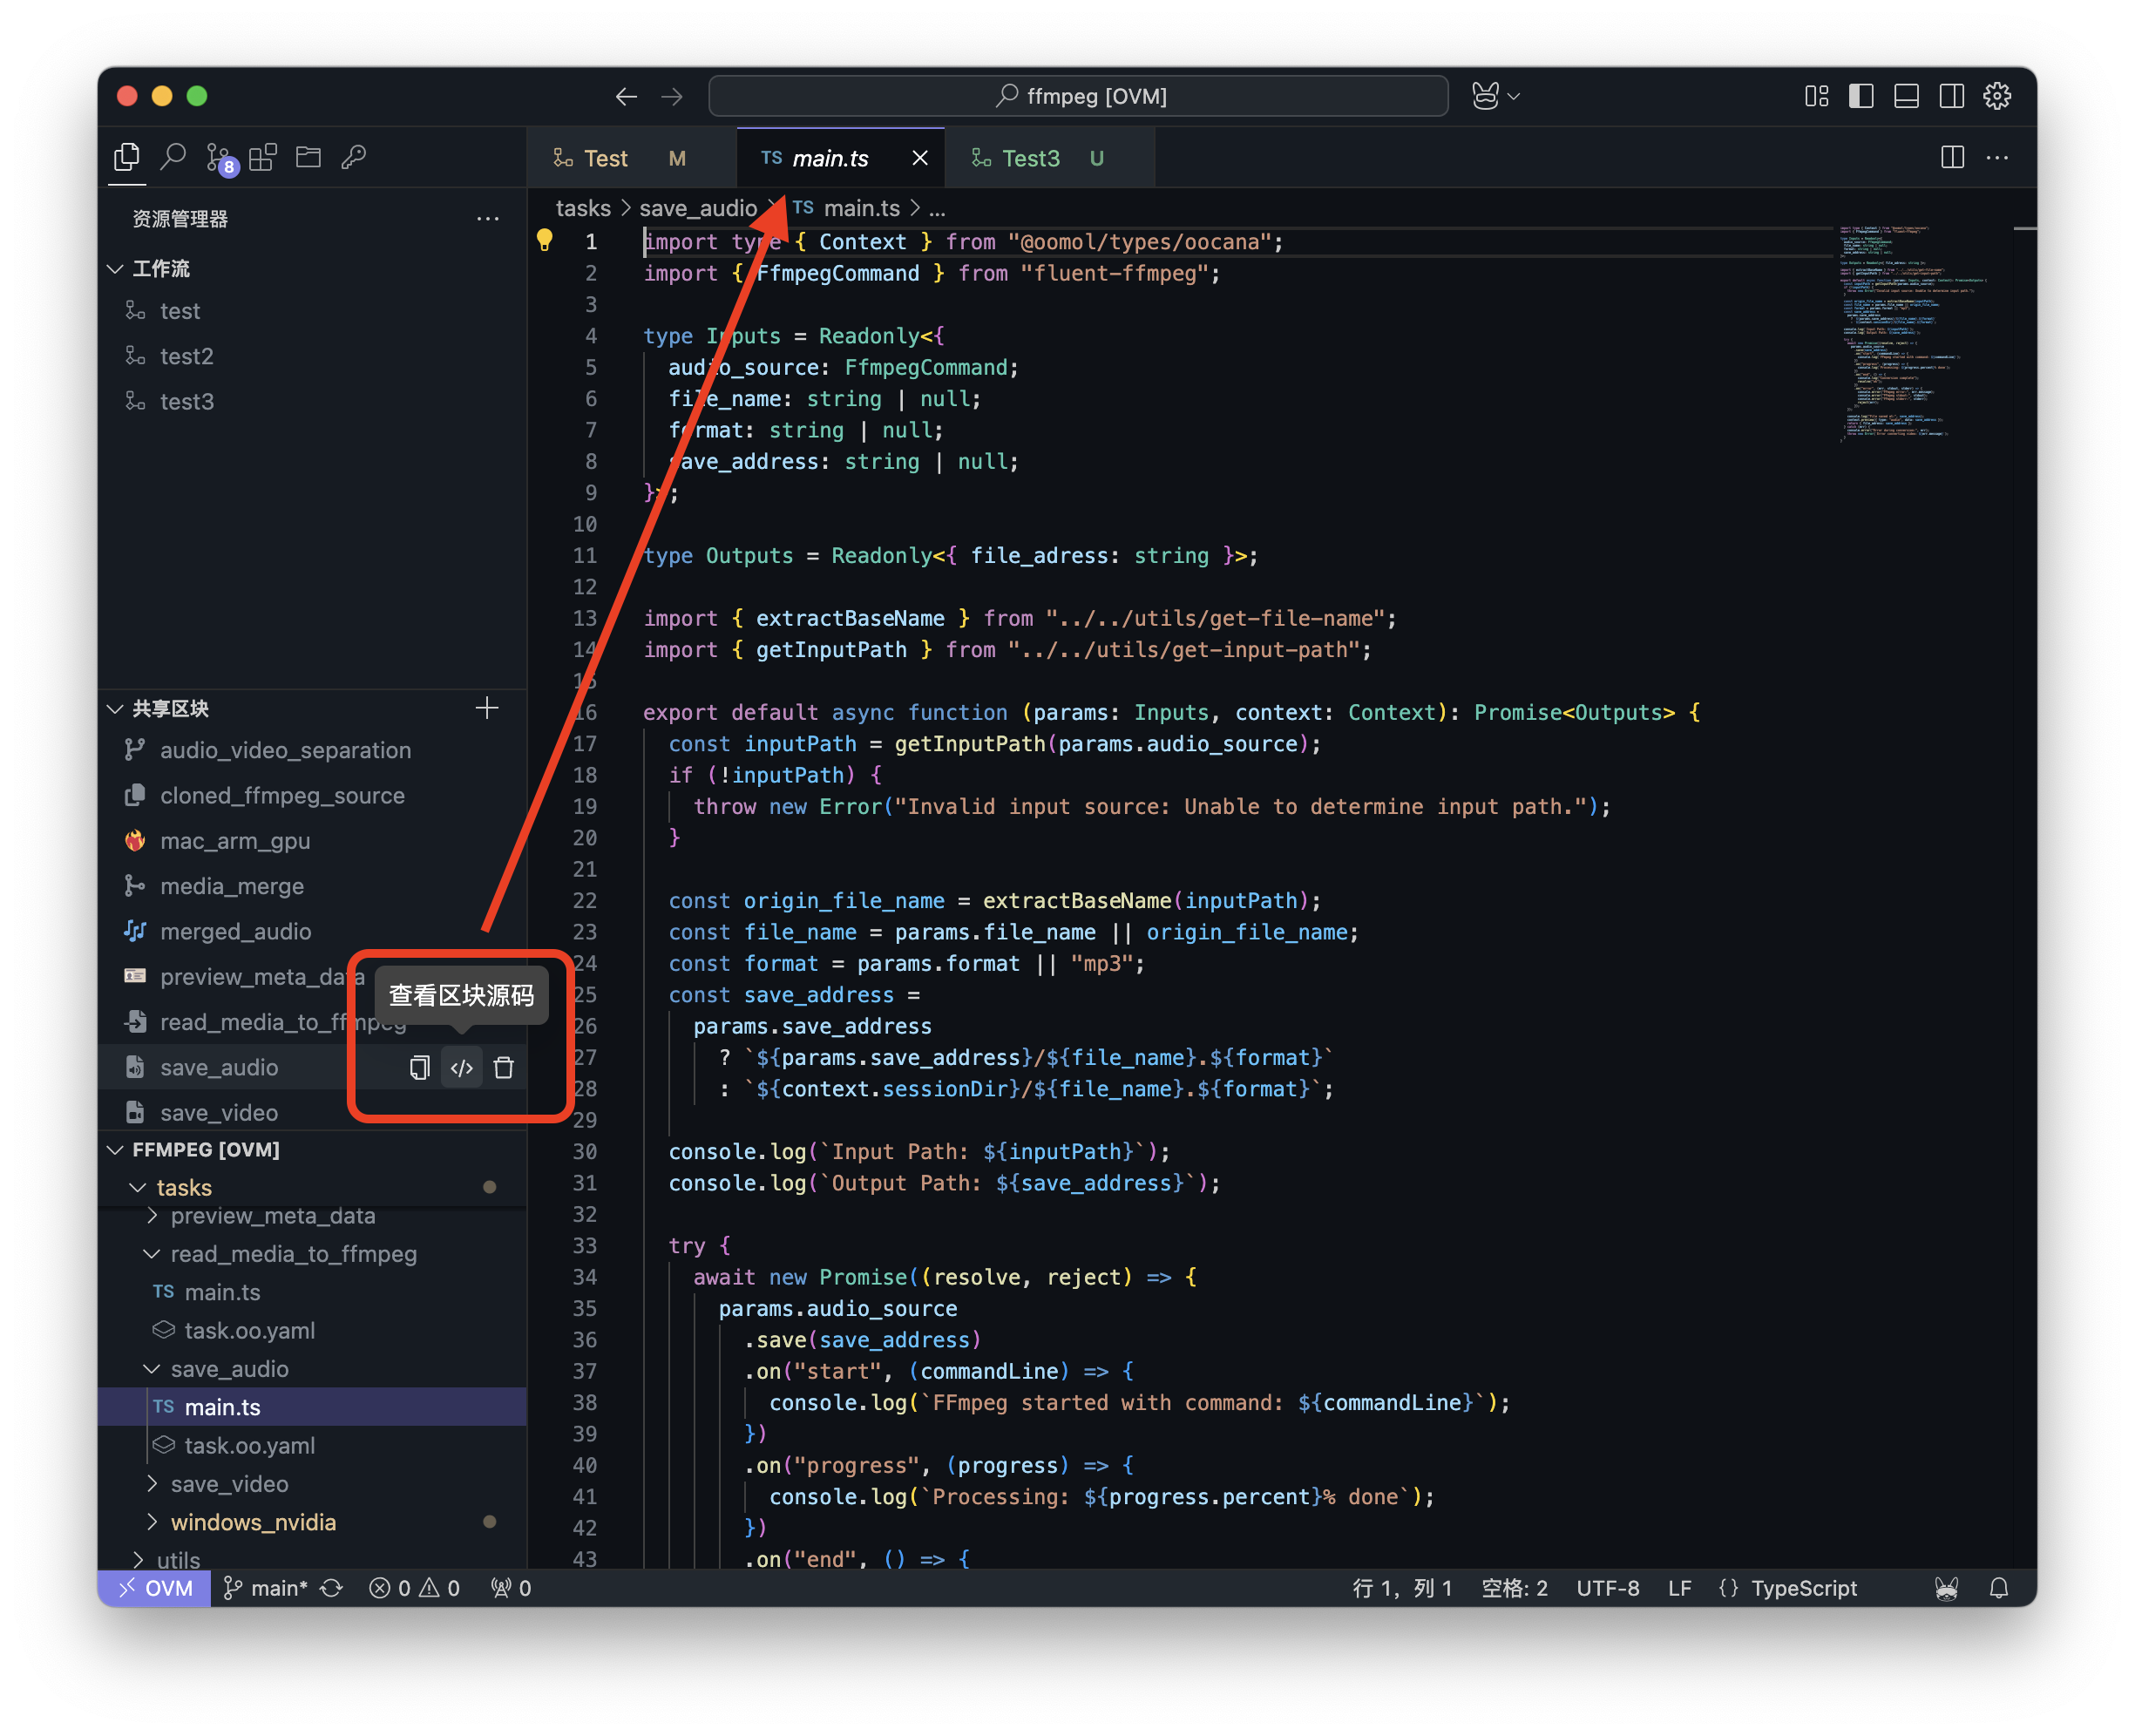 ffmpeg [OVM]
8
Test M
TS main.ts
Test3 U
资源管理器
工作流
test
test2
test3
共享区块
audio_video_separation
cloned_ffmpeg_source
mac_arm_gpu
media_merge
merged_audio
preview_meta_data
read_media_to_ffmpeg
查看区块源码
save_audio
save_video
FFMPEG [OVM]
tasks
preview_meta_data
read_media_to_ffmpeg
TS main.ts
task.oo.yaml
save_audio
TS main.ts
task.oo.yaml
save_video
windows_nvidia
utils
tasks > save_audio > TS main.ts > ...
1 import type { Context } from "@oomol/types/oocana";
2 import { FfmpegCommand } from "fluent-ffmpeg";
3
4 type Inputs = Readonly<{
5 audio_source: FfmpegCommand;
6 file_name: string | null;
7 format: string | null;
8 save_address: string | null;
9 }>;
10
11 type Outputs = Readonly<{ file_adress: string }>;
12
13 import { extractBaseName } from "../../utils/get-file-name";
14 import { getInputPath } from "../../utils/get-input-path";
15
16 export default async function (params: Inputs, context: Context): Promise<Outputs> {
17 const inputPath = getInputPath(params.audio_source);
18 if (!inputPath) {
19 throw new Error("Invalid input source: Unable to determine input path.");
20 }
21
22 const origin_file_name = extractBaseName(inputPath);
23 const file_name = params.file_name || origin_file_name;
24 const format = params.format || "mp3";
25 const save_address =
26 params.save_address
27 ? `${params.save_address}/${file_name}.${format}`
28 : `${context.sessionDir}/${file_name}.${format}`;
29
30 console.log(`Input Path: ${inputPath}`);
31 console.log(`Output Path: ${save_address}`);
32
33 try {
34 await new Promise((resolve, reject) => {
35 params.audio_source
36 .save(save_address)
37 .on("start", (commandLine) => {
38 console.log(`FFmpeg started with command: ${commandLine}`);
39 })
40 .on("progress", (progress) => {
41 console.log(`Processing: ${progress.percent}% done`);
42 })
43 .on("end", () => {
OVM main* 0 0 0
行 1，列 1 空格: 2 UTF-8 LF {} TypeScript